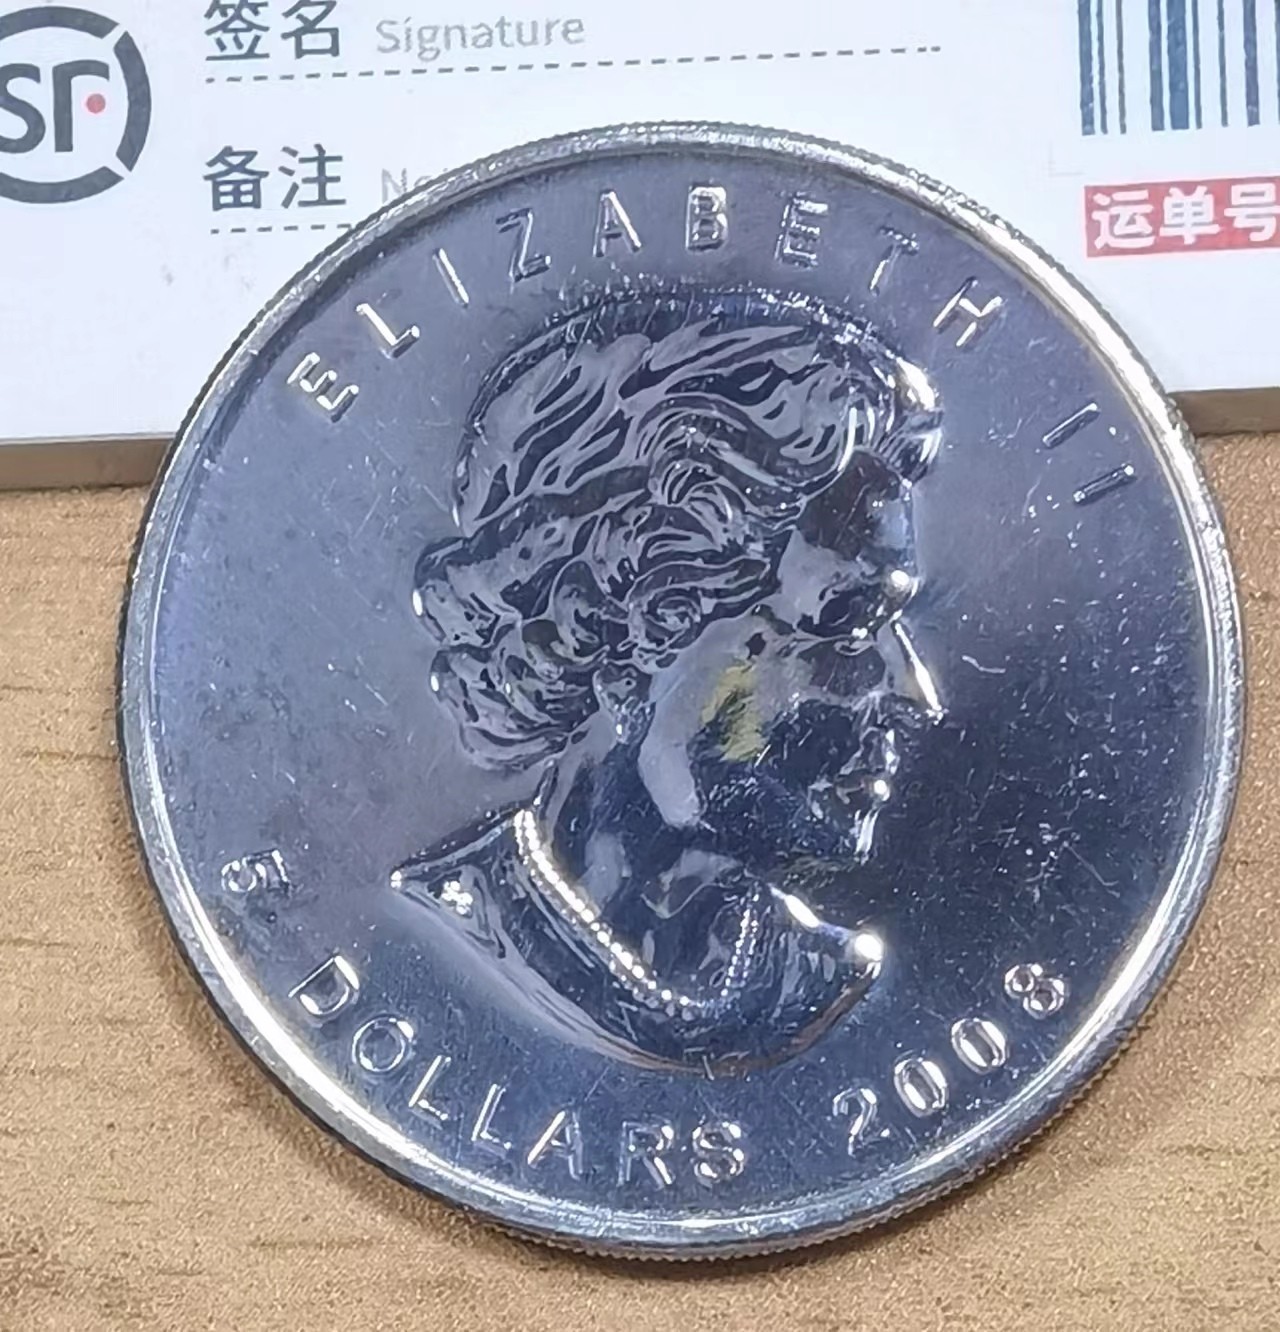 SF
签名 Signature
备注
运单号
ELIZABETH II
5 DOLLARS 2008